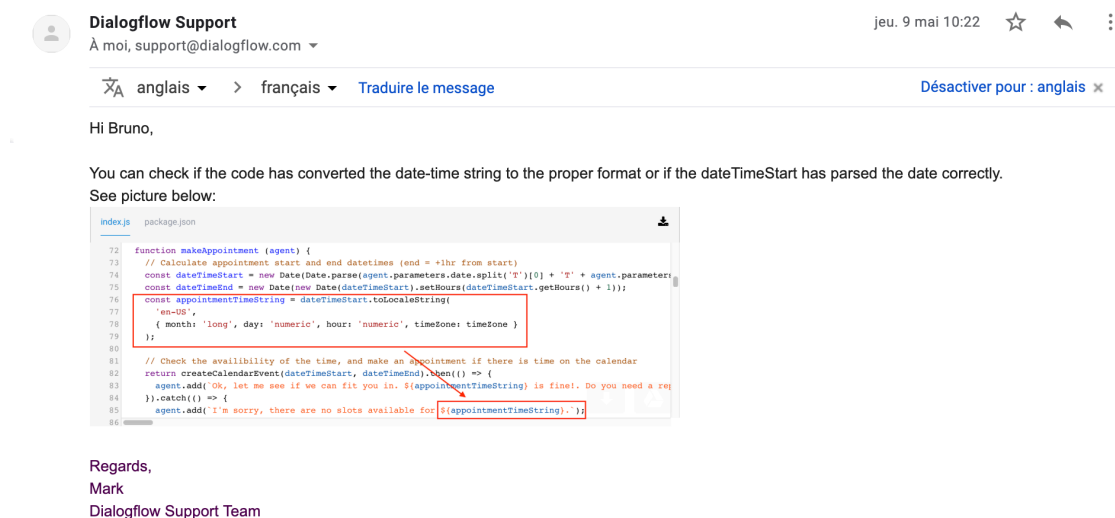 Dialogflow Support
jeu. 9 mai 10:22
À moi, support@dialogflow.com
anglais > français Traduire le message Désactiver pour : anglais ×
Hi Bruno,
You can check if the code has converted the date-time string to the proper format or if the dateTimeStart has parsed the date correctly.
See picture below:
index.js package.json
72 function makeAppointment (agent) {
73 // Calculate appointment start and end datetimes (end = +1hr from start)
74 const dateTimeStart = new Date(Date.parse(agent.parameters.date.split('T')[0] + 'T' + agent.parameters
75 const dateTimeEnd = new Date(new Date(dateTimeStart).setHours(dateTimeStart.getHours() + 1));
76 const appointmentTimeString = dateTimeStart.toLocaleString(
77 'en-US',
78 { month: 'long', day: 'numeric', hour: 'numeric', timeZone: timeZone }
79 );
80
81 // Check the availibility of the time, and make an appointment if there is time on the calendar
82 return createCalendarEvent(dateTimeStart, dateTimeEnd).then(() => {
83 agent.add(`Ok, let me see if we can fit you in. ${appointmentTimeString} is fine!. Do you need a rep
84 }).catch(() => {
85 agent.add(`I'm sorry, there are no slots available for ${appointmentTimeString}.`);
86
Regards,
Mark
Dialogflow Support Team